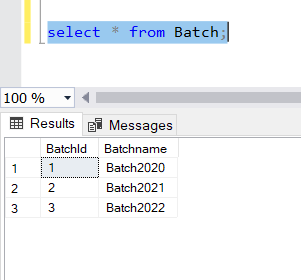 select * from Batch;
100 %
Results Messages
BatchId Batchname
1 1 Batch2020
2 2 Batch2021
3 3 Batch2022